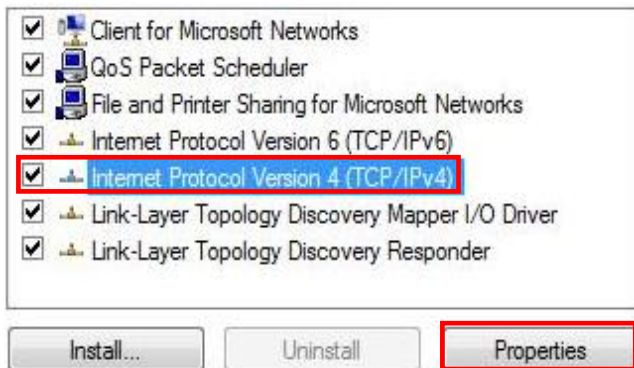 Client for Microsoft Networks
QoS Packet Scheduler
File and Printer Sharing for Microsoft Networks
Internet Protocol Version 6 (TCP/IPv6)
Internet Protocol Version 4 (TCP/IPv4)
Link-Layer Topology Discovery Mapper I/O Driver
Link-Layer Topology Discovery Responder
Install... Uninstall Properties